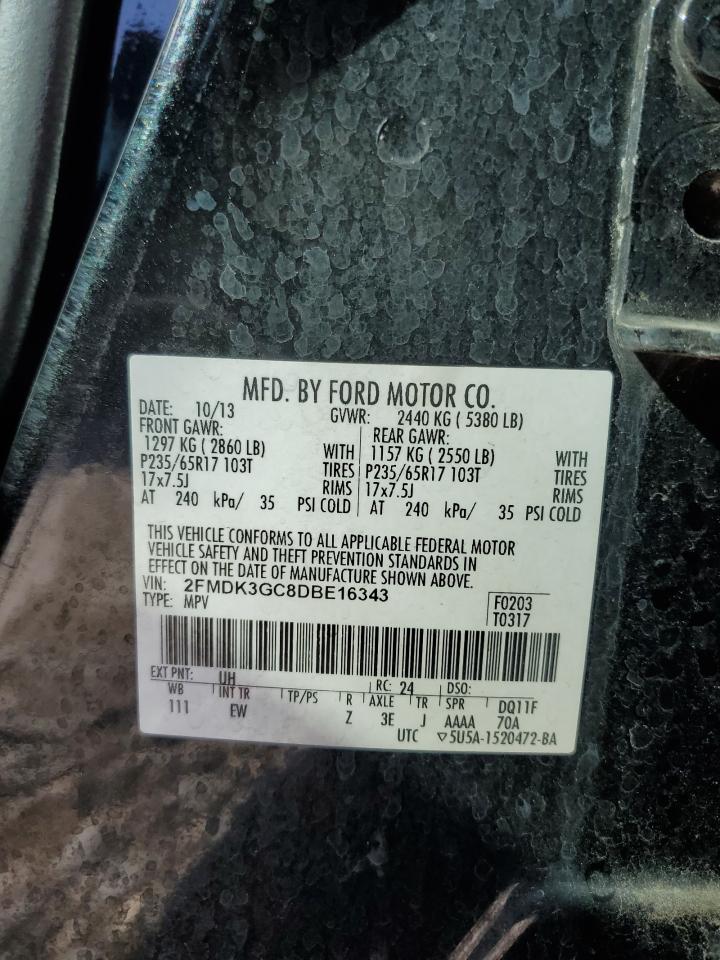 MFD. BY FORD MOTOR CO.
DATE: 10/13 GVWR: 2440 KG ( 5380 LB)
FRONT GAWR: REAR GAWR:
1297 KG ( 2860 LB) WITH 1157 KG ( 2550 LB) WITH
P235/65R17 103T TIRES P235/65R17 103T TIRES
17x7.5J RIMS 17x7.5J RIMS
AT 240 kPa/ 35 PSI COLD AT 240 kPa/ 35 PSI COLD
THIS VEHICLE CONFORMS TO ALL APPLICABLE FEDERAL MOTOR
VEHICLE SAFETY AND THEFT PREVENTION STANDARDS IN
EFFECT ON THE DATE OF MANUFACTURE SHOWN ABOVE.
VIN: 2FMDK3GC8DBE16343 F0203
TYPE: MPV T0317
EXT PNT: UH RC: 24 DSO:
WB INT TR TP/PS R AXLE TR SPR DQ11F
111 EW Z 3E J AAAA 70A
UTC ▽5U5A-1520472-BA